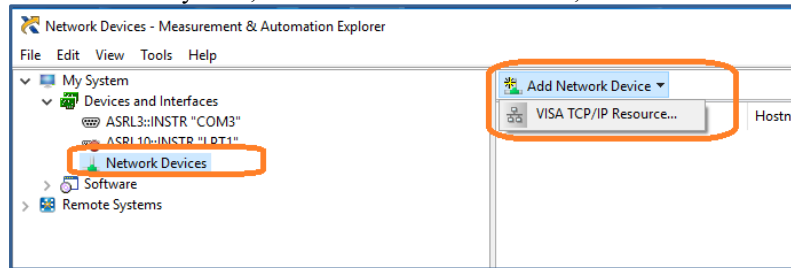 Network Devices - Measurement & Automation Explorer
File Edit View Tools Help
My System
Devices and Interfaces
ASRL3::INSTR "COM3"
ASRL10::INSTR "LPT1"
Network Devices
Software
Remote Systems
Add Network Device
VISA TCP/IP Resource...
Hostn